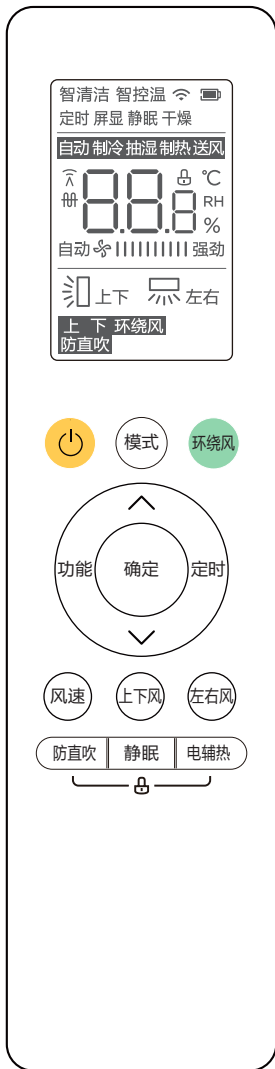 智清洁 智控温
定时 屏显 静眠 干燥
自动 制冷 抽湿 制热 送风
8.8.8 ℃
RH
%
自动 强劲
上下 左右
上 下 环绕风
防直吹
模式 环绕风
功能 确定 定时
风速 上下风 左右风
防直吹 静眠 电辅热